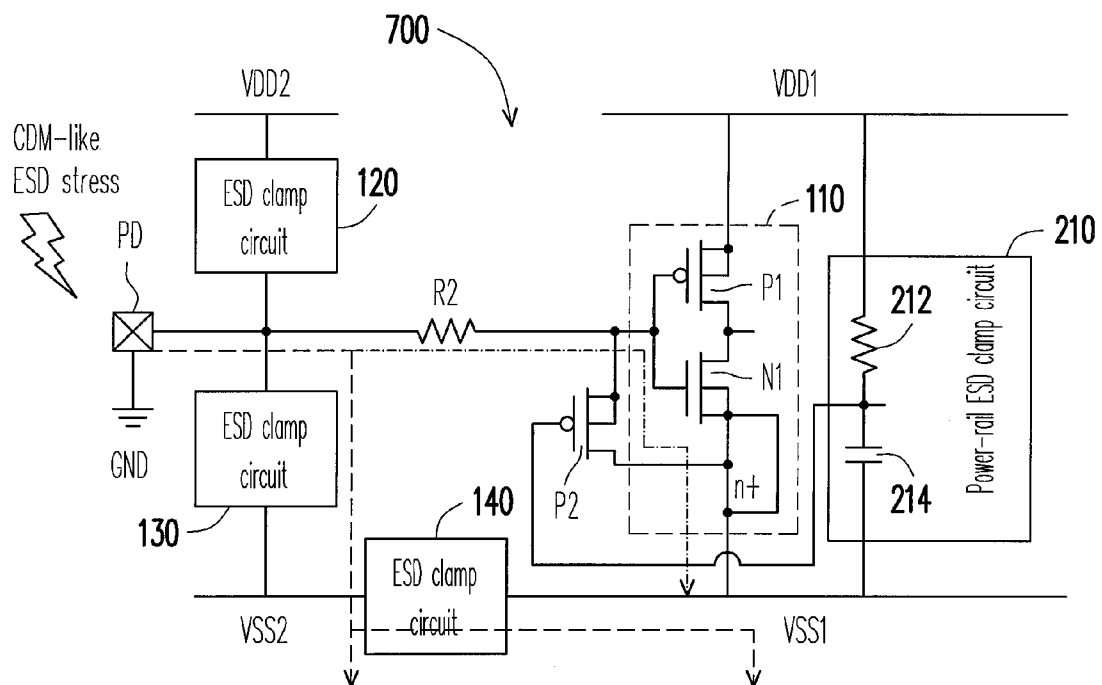 700
VDD2
VDD1
CDM-like
ESD stress
ESD clamp
circuit
120
110
210
PD
R2
P1
212
N1
GND
ESD clamp
circuit
130
P2
n+
214
Power-rail ESD clamp circuit
140
ESD clamp
circuit
VSS2
VSS1